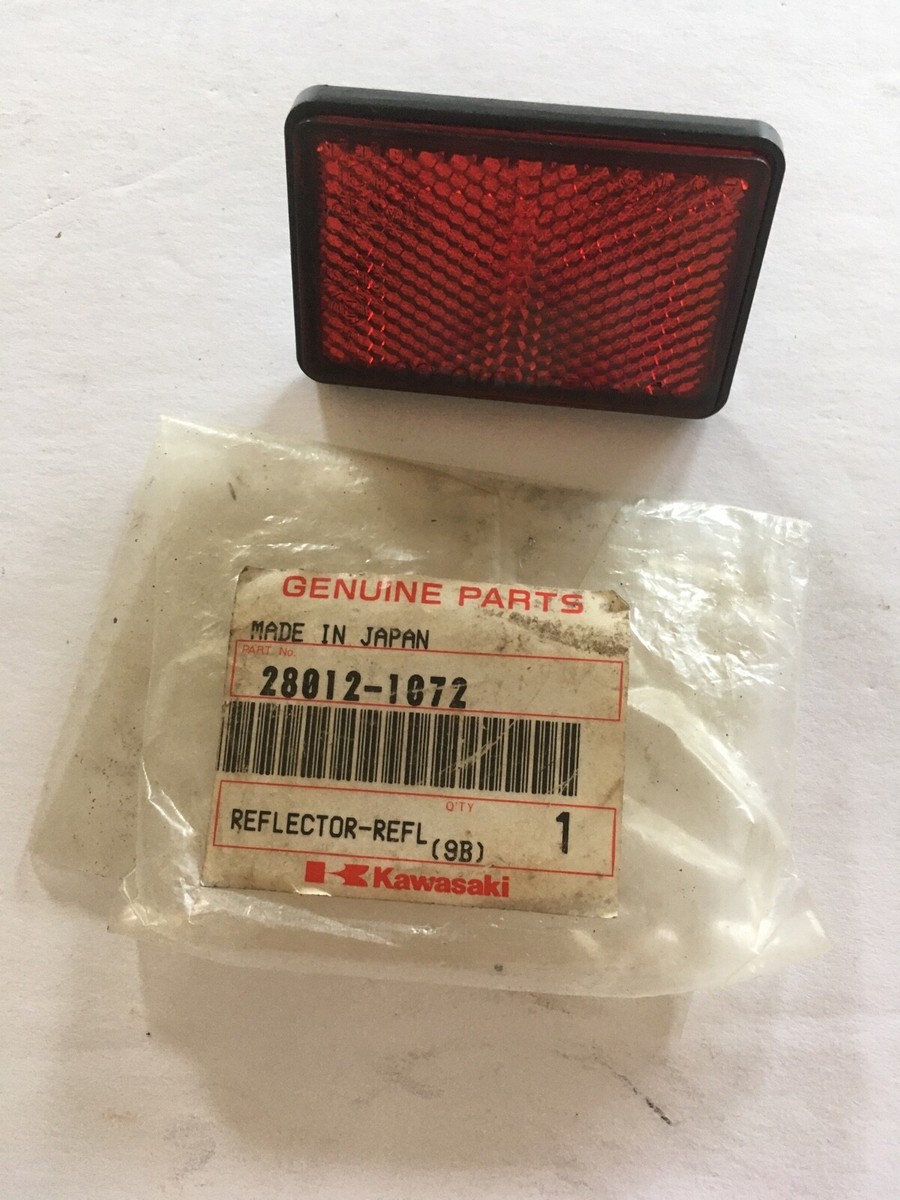 GENUINE PARTS
MADE IN JAPAN
PART. No.
28012-1072
Q'TY
REFLECTOR-REFL (9B) 1
Kawasaki